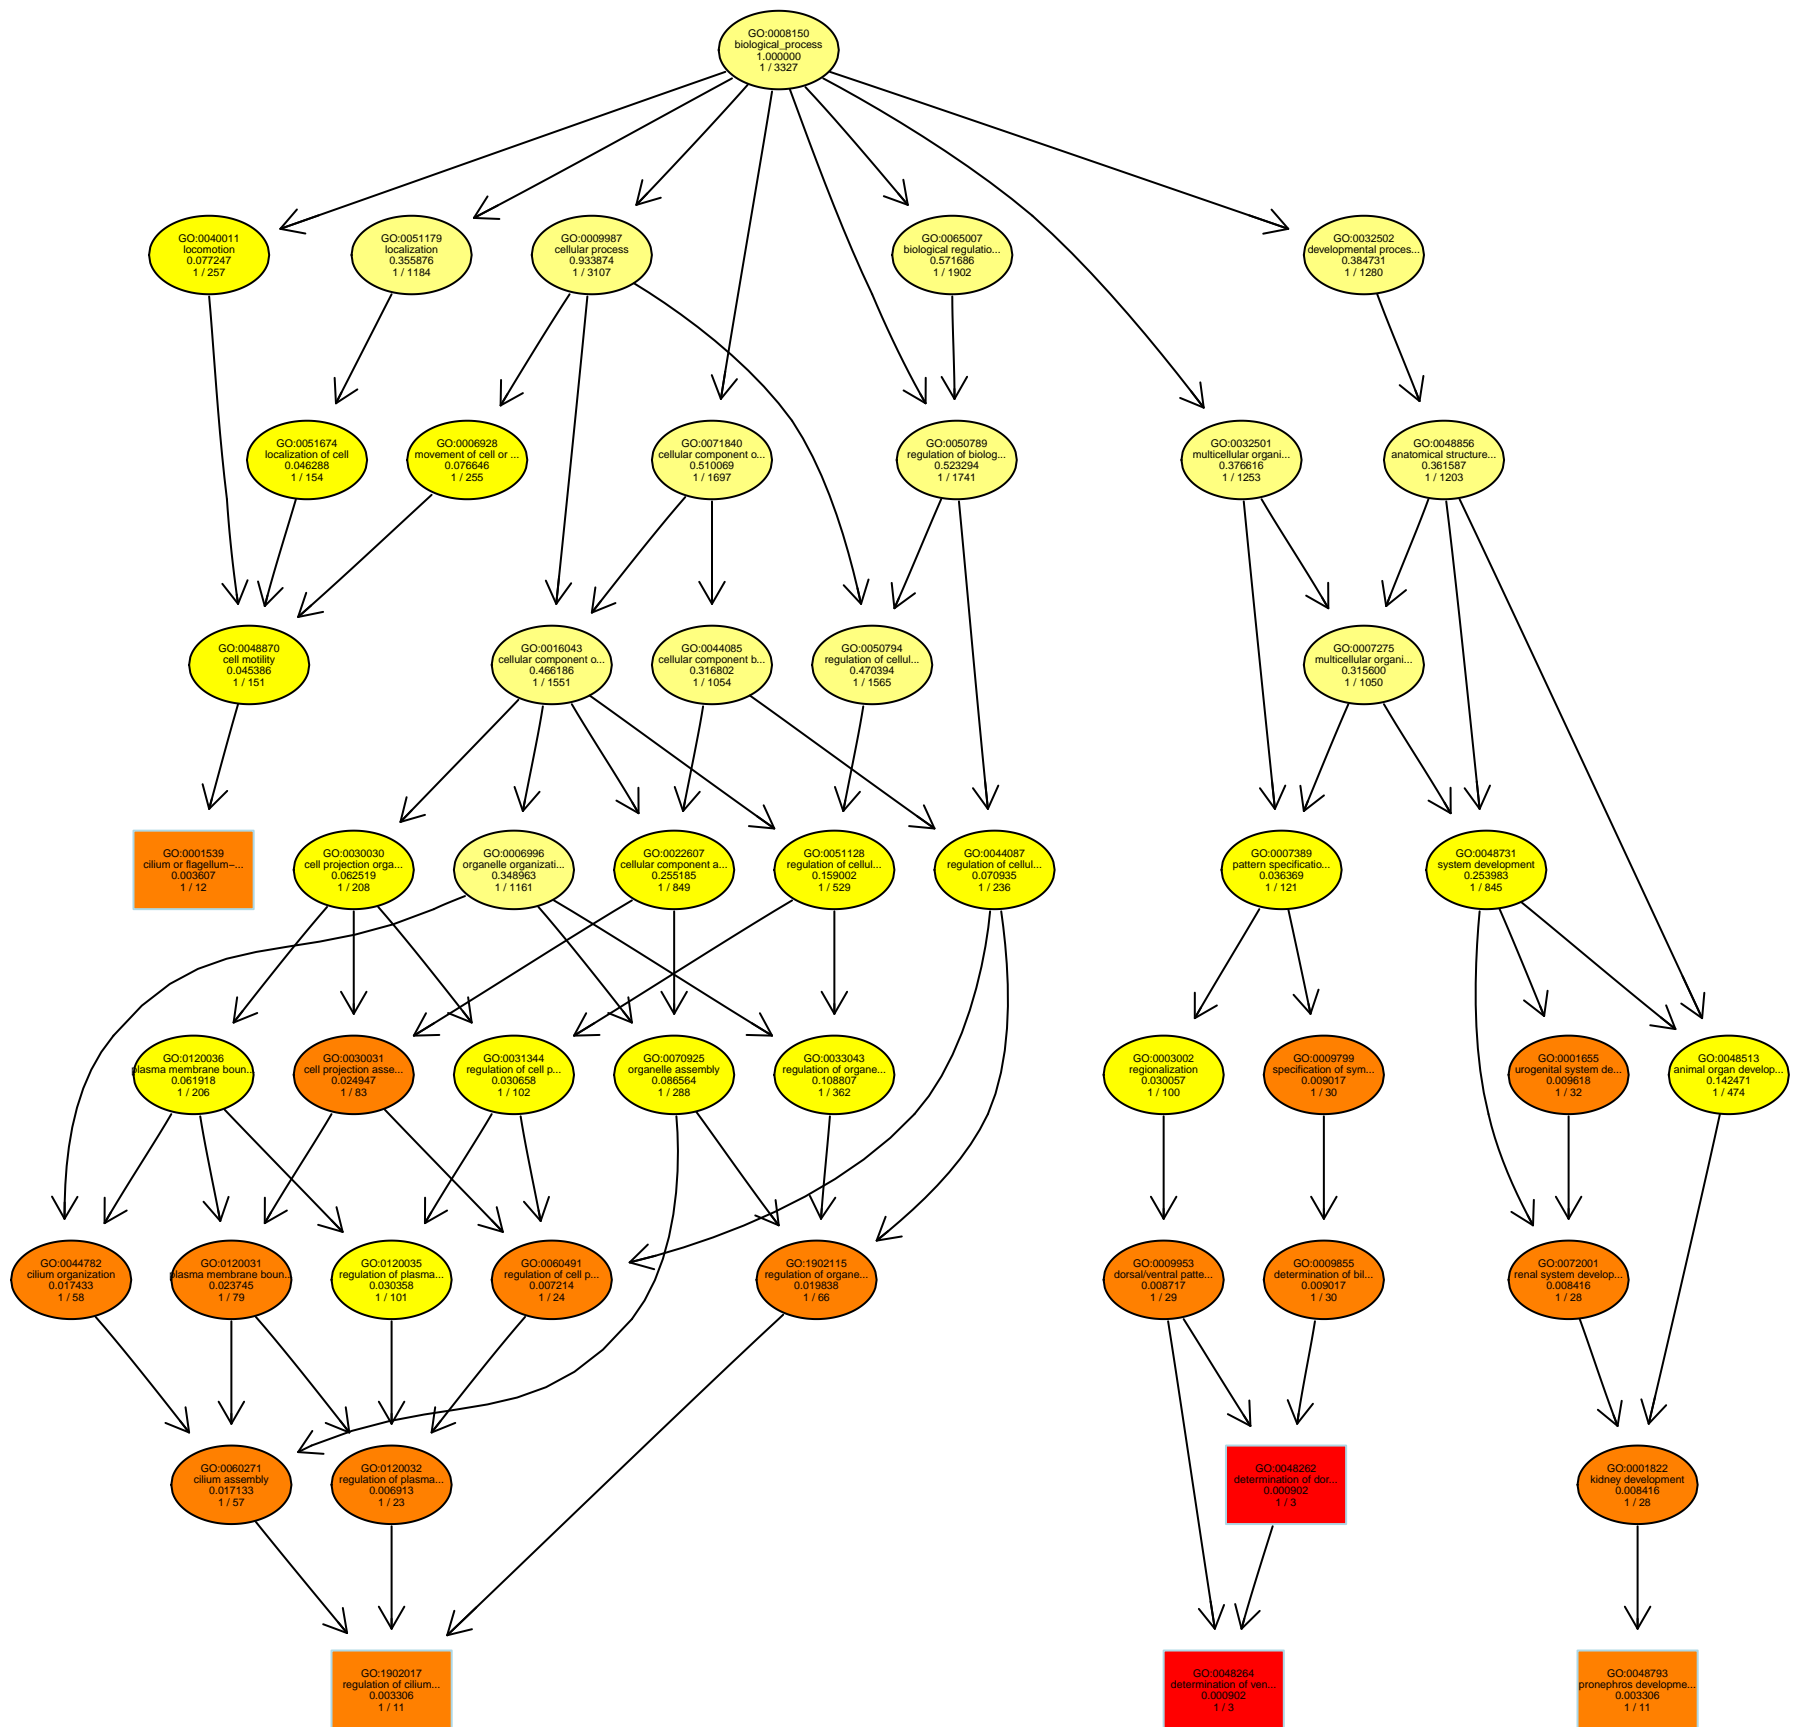 GO:0008150
biological_process
1.000000
1 / 3327
GO:0040011
locomotion
0.077247
1 / 257
GO:0051179
localization
0.355876
1 / 1184
GO:0009987
cellular process
0.933874
1 / 3107
GO:0065007
biological regulatio...
0.571686
1 / 1902
GO:0032502
developmental proces...
0.384731
1 / 1280
GO:0051674
localization of cell
0.046288
1 / 154
GO:0006928
movement of cell or ...
0.076646
1 / 255
GO:0071840
cellular component o...
0.510069
1 / 1697
GO:0050789
regulation of biolog...
0.523294
1 / 1741
GO:0032501
multicellular organi...
0.376616
1 / 1253
GO:0048856
anatomical structure...
0.361587
1 / 1203
GO:0048870
cell motility
0.045386
1 / 151
GO:0016043
cellular component o...
0.466186
1 / 1551
GO:0044085
cellular component b...
0.316802
1 / 1054
GO:0050794
regulation of cellul...
0.470394
1 / 1565
GO:0007275
multicellular organi...
0.315600
1 / 1050
GO:0001539
cilium or flagellum−...
0.003607
1 / 12
GO:0030030
cell projection orga...
0.062519
1 / 208
GO:0006996
organelle organizati...
0.348963
1 / 1161
GO:0022607
cellular component a...
0.255185
1 / 849
GO:0051128
regulation of cellul...
0.159002
1 / 529
GO:0044087
regulation of cellul...
0.070935
1 / 236
GO:0007389
pattern specificatio...
0.036369
1 / 121
GO:0048731
system development
0.253983
1 / 845
GO:0120036
plasma membrane boun...
0.061918
1 / 206
GO:0030031
cell projection asse...
0.024947
1 / 83
GO:0031344
regulation of cell p...
0.030658
1 / 102
GO:0070925
organelle assembly
0.086564
1 / 288
GO:0033043
regulation of organe...
0.108807
1 / 362
GO:0003002
regionalization
0.030057
1 / 100
GO:0009799
specification of sym...
0.009017
1 / 30
GO:0001655
urogenital system de...
0.009618
1 / 32
GO:0048513
animal organ develop...
0.142471
1 / 474
GO:0044782
cilium organization
0.017433
1 / 58
GO:0120031
plasma membrane boun...
0.023745
1 / 79
GO:0120035
regulation of plasma...
0.030358
1 / 101
GO:0060491
regulation of cell p...
0.007214
1 / 24
GO:1902115
regulation of organe...
0.019838
1 / 66
GO:0009953
dorsal/ventral patte...
0.008717
1 / 29
GO:0009855
determination of bil...
0.009017
1 / 30
GO:0072001
renal system develop...
0.008416
1 / 28
GO:0060271
cilium assembly
0.017133
1 / 57
GO:0120032
regulation of plasma...
0.006913
1 / 23
GO:0048262
determination of dor...
0.000902
1 / 3
GO:0001822
kidney development
0.008416
1 / 28
GO:1902017
regulation of cilium...
0.003306
1 / 11
GO:0048264
determination of ven...
0.000902
1 / 3
GO:0048793
pronephros developme...
0.003306
1 / 11